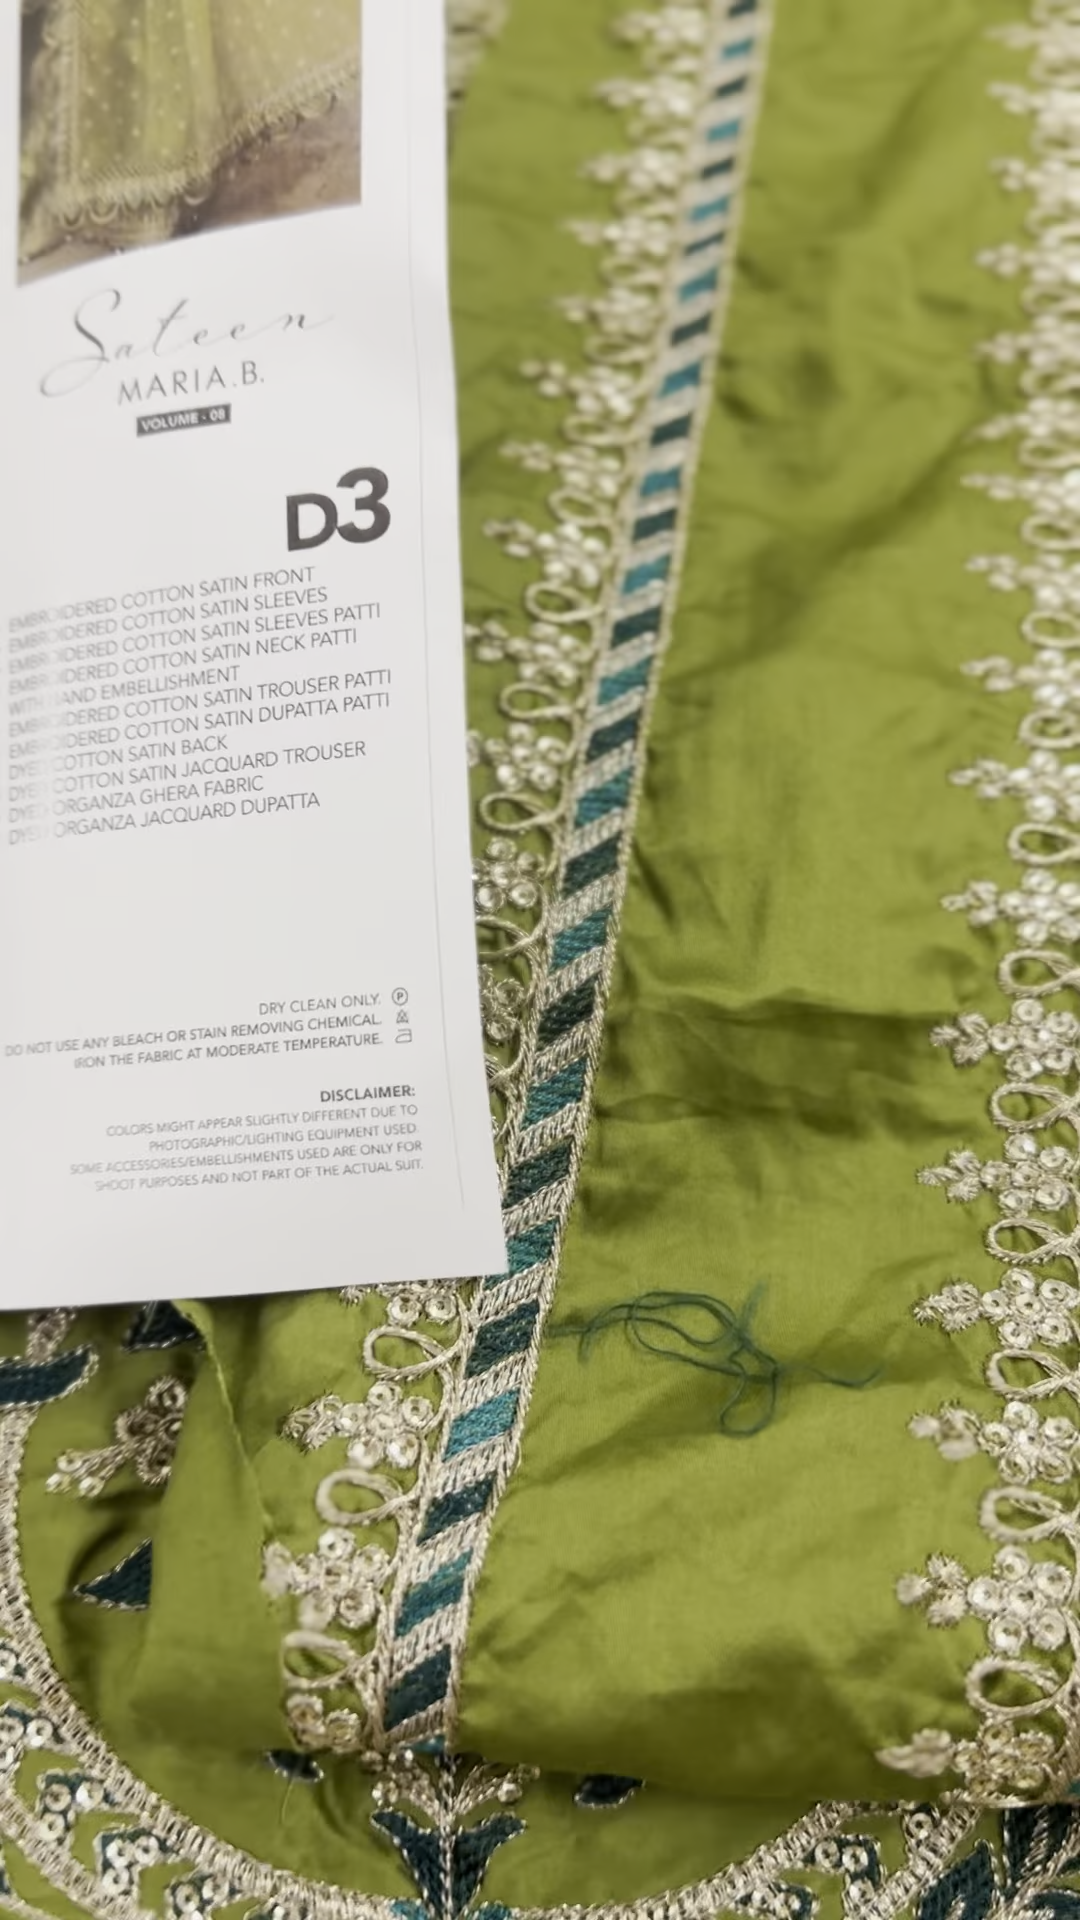 Sateen
MARIA.B.
VOLUME - 08
D3
EMBROIDERED COTTON SATIN FRONT
EMBROIDERED COTTON SATIN SLEEVES
EMBROIDERED COTTON SATIN SLEEVES PATTI
EMBROIDERED COTTON SATIN NECK PATTI
WITH HAND EMBELLISHMENT
EMBROIDERED COTTON SATIN TROUSER PATTI
EMBROIDERED COTTON SATIN DUPATTA PATTI
DYED COTTON SATIN BACK
DYED COTTON SATIN JACQUARD TROUSER
DYED ORGANZA GHERA FABRIC
DYED ORGANZA JACQUARD DUPATTA
DRY CLEAN ONLY. P
DO NOT USE ANY BLEACH OR STAIN REMOVING CHEMICAL.
IRON THE FABRIC AT MODERATE TEMPERATURE.
DISCLAIMER:
COLORS MIGHT APPEAR SLIGHTLY DIFFERENT DUE TO
PHOTOGRAPHIC/LIGHTING EQUIPMENT USED.
SOME ACCESSORIES/EMBELLISHMENTS USED ARE ONLY FOR
SHOOT PURPOSES AND NOT PART OF THE ACTUAL SUIT.